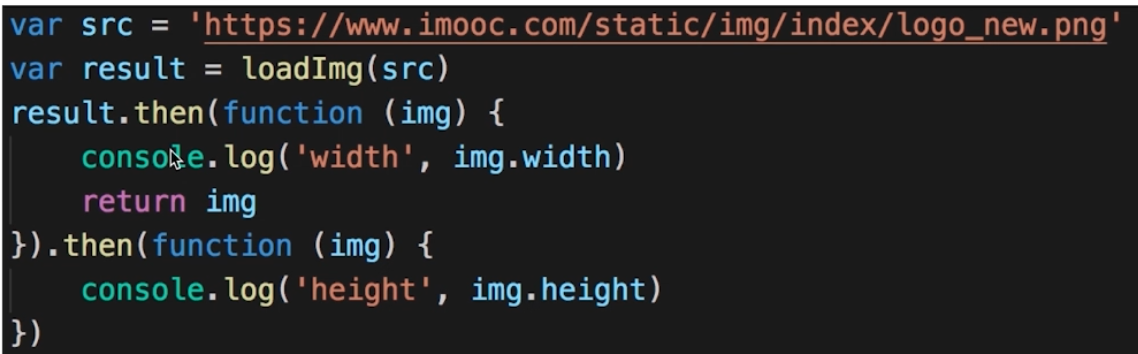 var src = 'https://www.imooc.com/static/img/index/logo_new.png'
var result = loadImg(src)
result.then(function (img) {
    console.log('width', img.width)
    return img
}).then(function (img) {
    console.log('height', img.height)
})